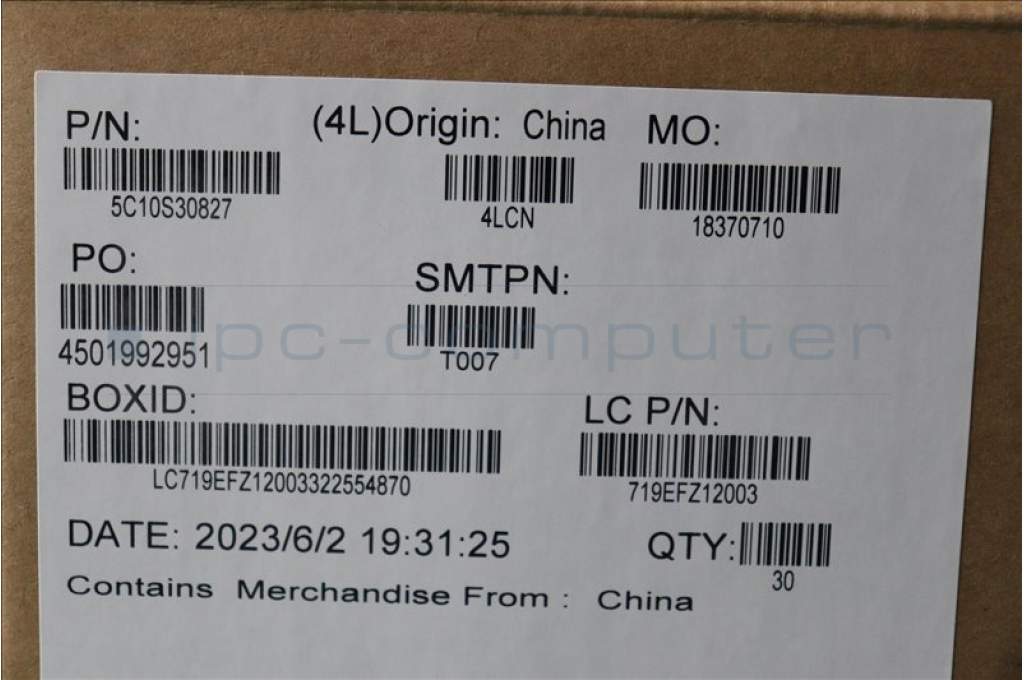 P/N: (4L)Origin: China MO:
5C10S30827 4LCN 18370710
PO: SMTPN:
4501992951 T007
pc-computer
BOXID: LC P/N:
LC719EFZ12003322554870 719EFZ12003
DATE: 2023/6/2 19:31:25 QTY:
30
Contains Merchandise From : China